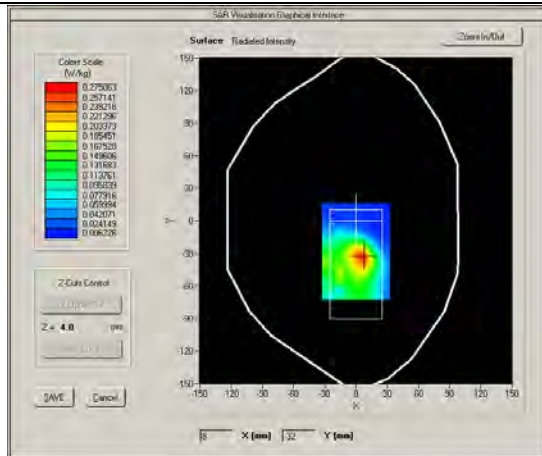 SAR Visualisation Graphical Interface
Surface Radiated Intensity
Zoom In/Out
Colors Scale
(W/kg)
0.275063
0.257141
0.239218
0.221296
0.203373
0.185451
0.167528
0.149606
0.131683
0.113761
0.095839
0.077916
0.059994
0.042071
0.024149
0.006226
150
120
90
60
30
0
-30
-60
-90
-120
-150
Y
-150 -120 -90 -60 -30 0 30 60 90 120 150
X
Z-Cuts Control
Z = 4.0 mm
SAVE Cancel
8 X (mm) -32 Y (mm)